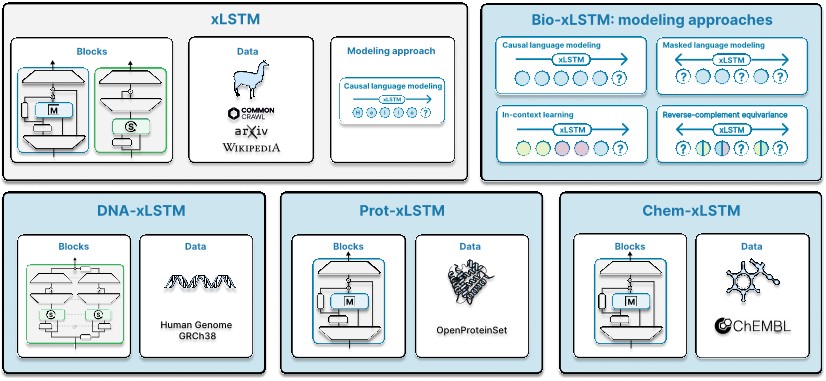 xLSTM
Blocks
M
S
Data
COMMON
CRAWL
arXiv
WIKIPEDIA
Modeling approach
Causal language modeling
xLSTM
H e l l o ?
Bio-xLSTM: modeling approaches
Causal language modeling
xLSTM
?
Masked language modeling
xLSTM
? ? ?
In-context learning
xLSTM
?
Reverse-complement equivariance
xLSTM
? ? ?
DNA-xLSTM
Blocks
S S
Data
Human Genome
GRCh38
Prot-xLSTM
Blocks
M
Data
OpenProteinSet
Chem-xLSTM
Blocks
M
Data
ChEMBL